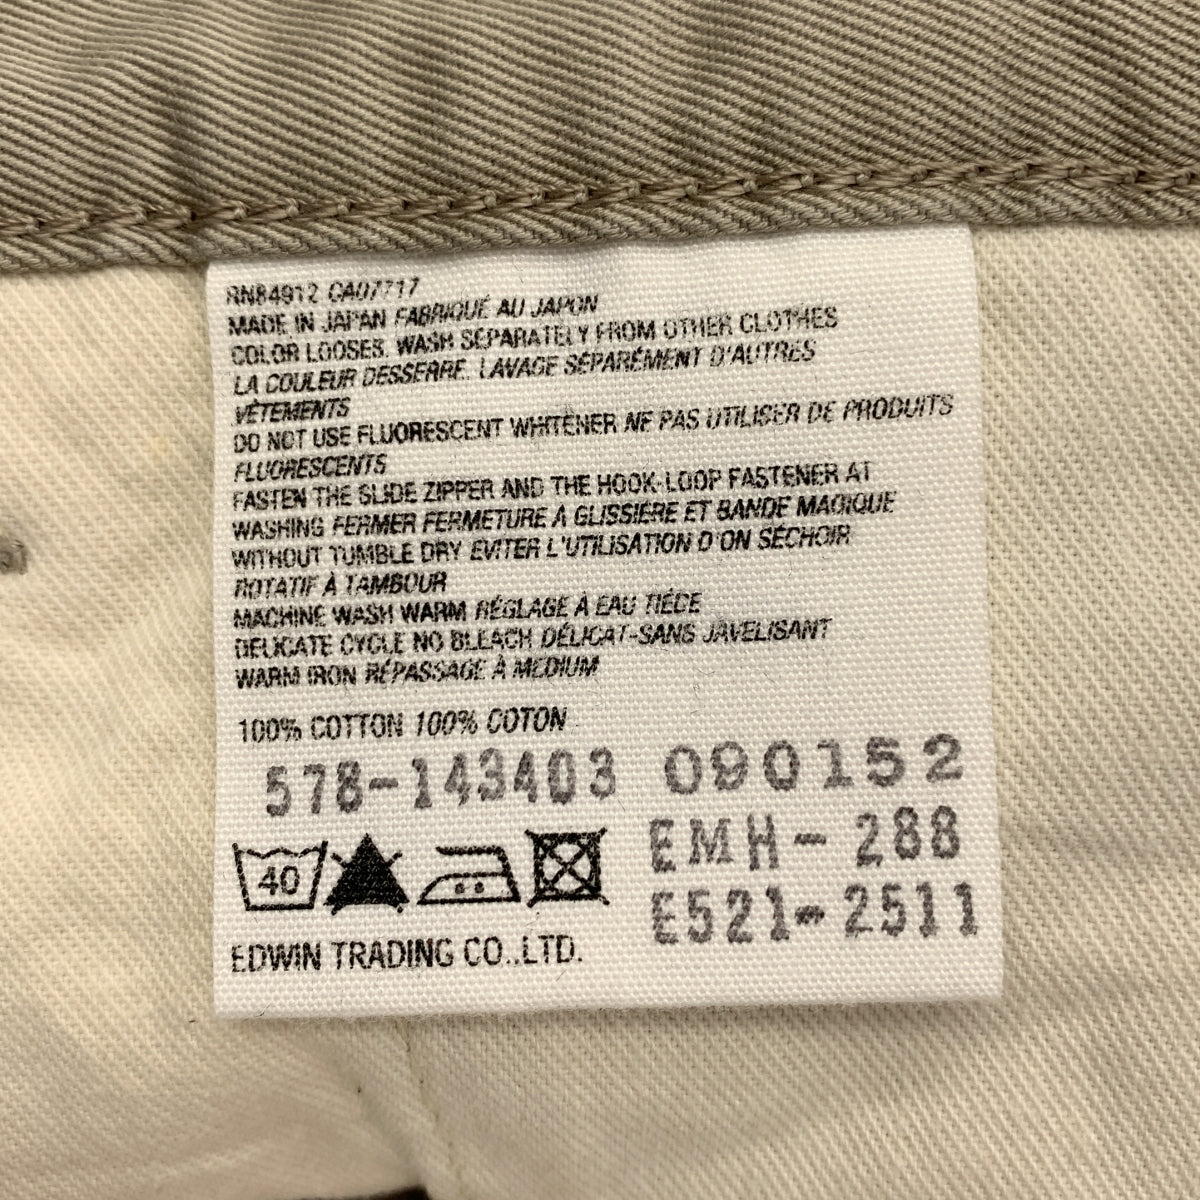 RN84912 CA07717
MADE IN JAPAN FABRIQUÉ AU JAPON
COLOR LOOSES. WASH SEPARATELY FROM OTHER CLOTHES
LA COULEUR DESSERRE. LAVAGE SÉPARÉMENT D'AUTRES
VÊTEMENTS
DO NOT USE FLUORESCENT WHITENER NE PAS UTILISER DE PRODUITS
FLUORESCENTS
FASTEN THE SLIDE ZIPPER AND THE HOOK-LOOP FASTENER AT
WASHING FERMER FERMETURE À GLISSIÈRE ET BANDE MAGIQUE
WITHOUT TUMBLE DRY EVITER L'UTILISATION D'ON SÉCHOIR
ROTATIF À TAMBOUR
MACHINE WASH WARM RÉGLAGE À EAU TIÈDE
DELICATE CYCLE NO BLEACH DÉLICAT-SANS JAVELISANT
WARM IRON RÉPASSAGE À MEDIUM
100% COTTON 100% COTON
578-143403 090152
EMH-288
40
E521-2511
EDWIN TRADING CO.,LTD.